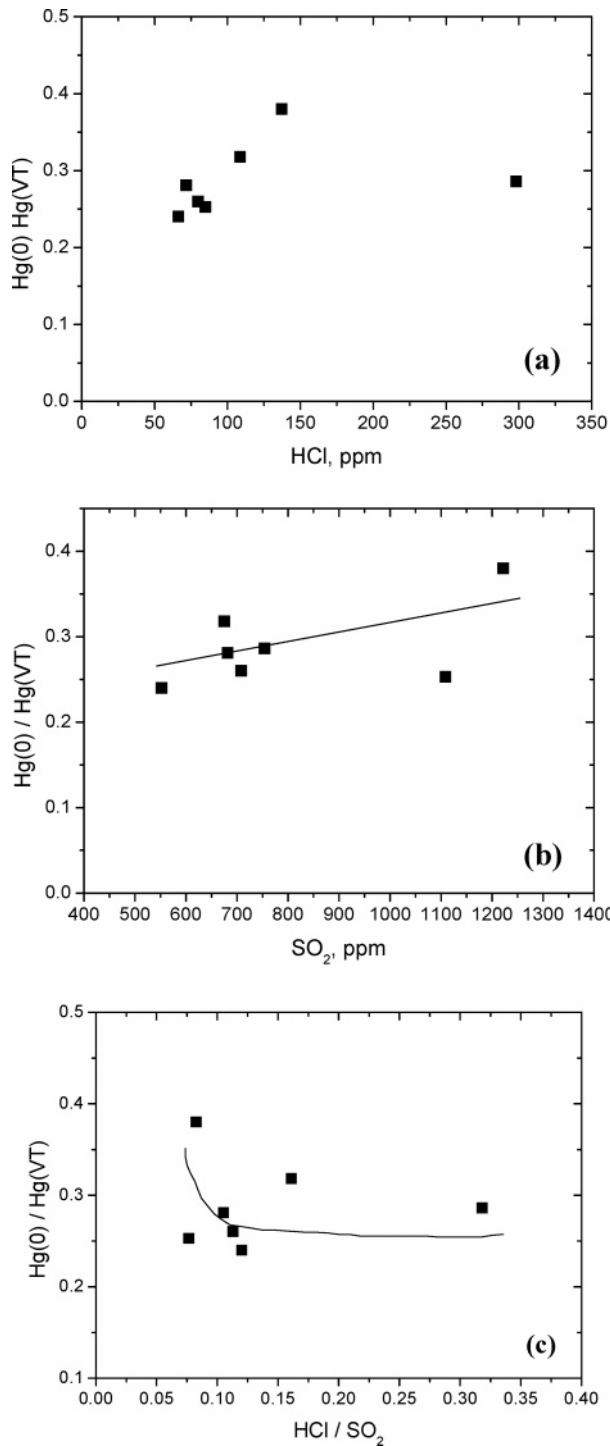 0.5
0.4
0.3
0.2
0.1
0.0
Hg(0) Hg(VT)
(a)
0 50 100 150 200 250 300 350
HCl, ppm
0.4
0.3
0.2
0.1
0.0
Hg(0) / Hg(VT)
(b)
400 500 600 700 800 900 1000 1100 1200 1300 1400
SO2, ppm
0.5
0.4
0.3
0.2
0.1
Hg(0) / Hg(VT)
(c)
0.00 0.05 0.10 0.15 0.20 0.25 0.30 0.35 0.40
HCl / SO2